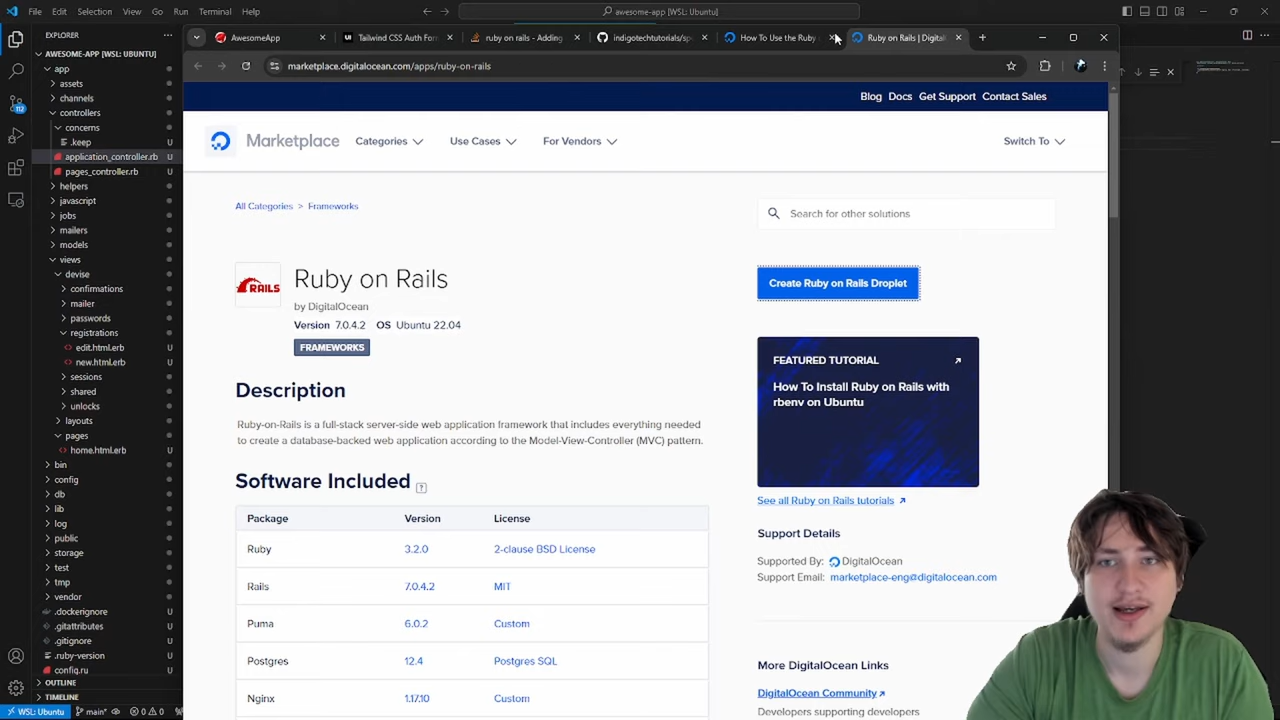 File Edit Selection View Go Run Terminal Help
awesome-app [WSL: Ubuntu]
EXPLORER
AWESOME-APP [WSL: UBUNTU]
app
assets
channels
controllers
concerns
.keep
application_controller.rb U
pages_controller.rb U
helpers
javascript
jobs
mailers
models
views
devise
confirmations
mailer
passwords
registrations
edit.html.erb U
new.html.erb U
sessions
shared
unlocks
layouts
pages
home.html.erb U
bin
config
db
lib
log
public
storage
test
tmp
vendor
.dockerignore U
.gitattributes U
.gitignore U
.ruby-version U
config.ru U
OUTLINE
TIMELINE
WSL: Ubuntu main* 0 0
112
AwesomeApp
Tailwind CSS Auth For
ruby on rails - Adding
indigotechtutorials/sp
How To Use the Ruby
Ruby on Rails | Digital
marketplace.digitalocean.com/apps/ruby-on-rails
Blog Docs Get Support Contact Sales
Marketplace Categories Use Cases For Vendors Switch To
All Categories > Frameworks
Search for other solutions
RAILS
Ruby on Rails
by DigitalOcean
Version 7.0.4.2 OS Ubuntu 22.04
FRAMEWORKS
Create Ruby on Rails Droplet
FEATURED TUTORIAL
How To Install Ruby on Rails with
rbenv on Ubuntu
See all Ruby on Rails tutorials
Description
Ruby-on-Rails is a full-stack server-side web application framework that includes everything needed
to create a database-backed web application according to the Model-View-Controller (MVC) pattern.
Software Included ?
Package Version License
Ruby 3.2.0 2-clause BSD License
Rails 7.0.4.2 MIT
Puma 6.0.2 Custom
Postgres 12.4 Postgres SQL
Nginx 1.17.10 Custom
Support Details
Supported By: DigitalOcean
Support Email: marketplace-eng@digitalocean.com
More DigitalOcean Links
DigitalOcean Community
Developers supporting developers